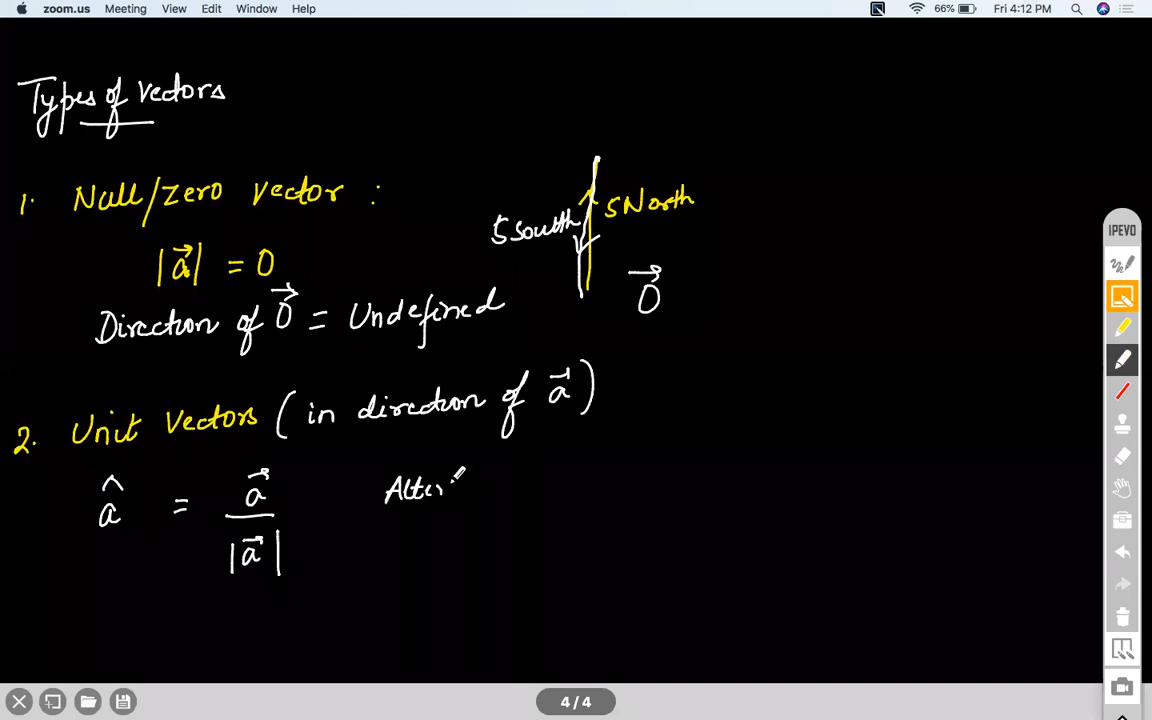 zoom.us Meeting View Edit Window Help 66% Fri 4:12 PM
Types of vectors
1. Null/Zero vector :
5 South 5 North
|a⃗| = 0
0⃗
Direction of 0⃗ = Undefined
2. Unit Vectors (in direction of a⃗)
â = a⃗ / |a⃗|
Alter
IPEVO
4 / 4